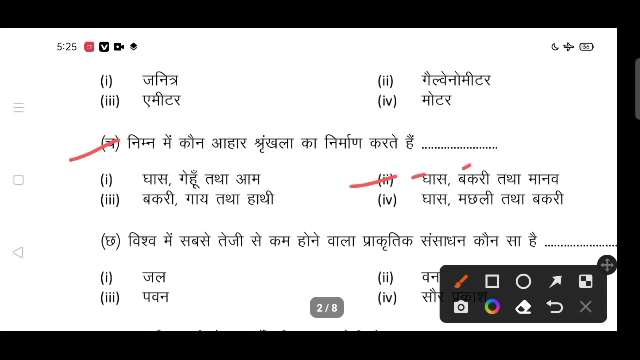 5:25
(i) जनित्र (ii) गैल्वेनोमीटर
(iii) एमीटर (iv) मोटर
(च) निम्न में कौन आहार श्रृंखला का निर्माण करते हैं ........................
(i) घास, गेहूँ तथा आम (ii) घास, बकरी तथा मानव
(iii) बकरी, गाय तथा हाथी (iv) घास, मछली तथा बकरी
(छ) विश्व में सबसे तेजी से कम होने वाला प्राकृतिक संसाधन कौन सा है ........................
(i) जल (ii) वन
(iii) पवन (iv) सौर प्रकाश
2/8